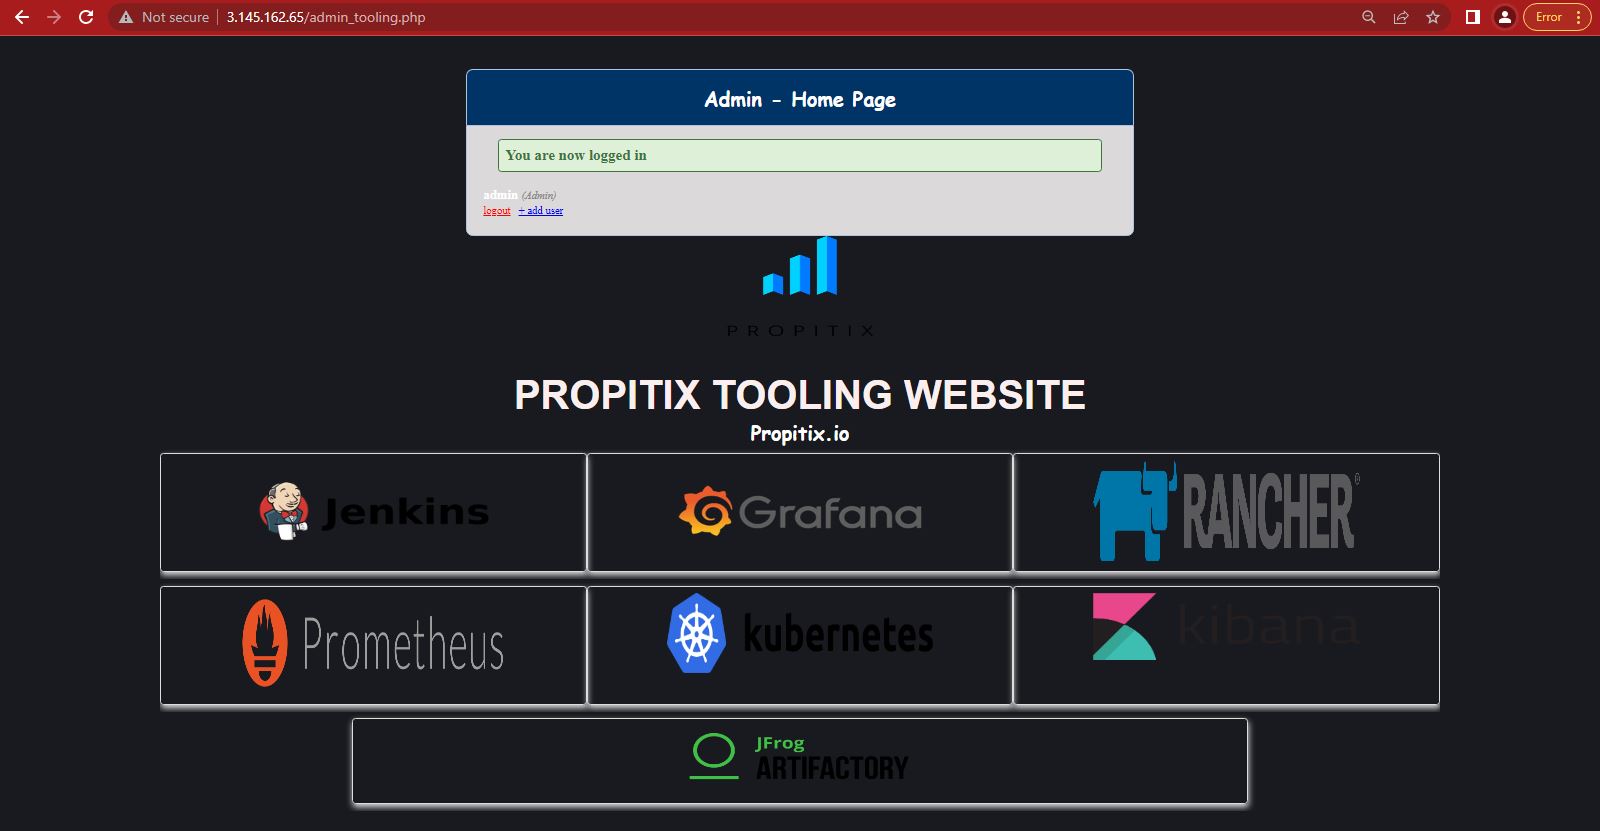 Not secure 3.145.162.65/admin_tooling.php Error
Admin - Home Page
You are now logged in
admin (Admin)
logout + add user
PROPITIX
PROPITIX TOOLING WEBSITE
Propitix.io
Jenkins Grafana RANCHER®
Prometheus kubernetes kibana
JFrog
ARTIFACTORY